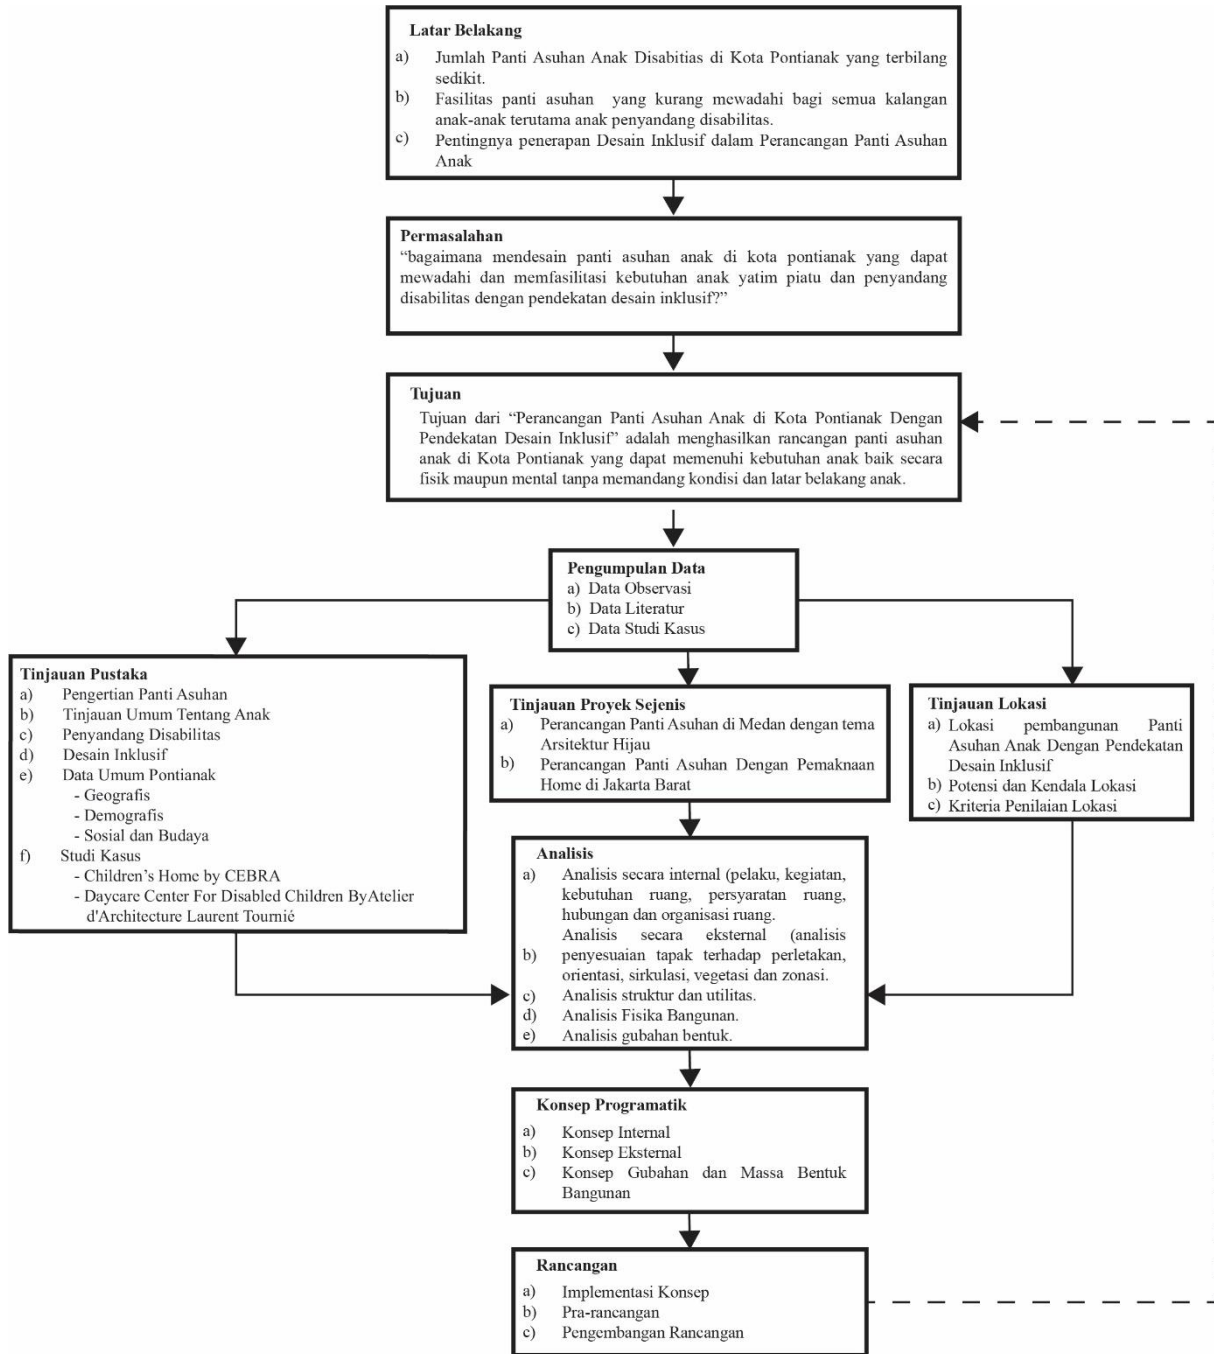 Latar Belakang
a) Jumlah Panti Asuhan Anak Disabitias di Kota Pontianak yang terbilang
sedikit.
b) Fasilitas panti asuhan yang kurang mewadahi bagi semua kalangan
anak-anak terutama anak penyandang disabilitas.
c) Pentingnya penerapan Desain Inklusif dalam Perancangan Panti Asuhan
Anak
Permasalahan
“bagaimana mendesain panti asuhan anak di kota pontianak yang dapat
mewadahi dan memfasilitasi kebutuhan anak yatim piatu dan penyandang
disabilitas dengan pendekatan desain inklusif?”
Tujuan
Tujuan dari “Perancangan Panti Asuhan Anak di Kota Pontianak Dengan
Pendekatan Desain Inklusif” adalah menghasilkan rancangan panti asuhan
anak di Kota Pontianak yang dapat memenuhi kebutuhan anak baik secara
fisik maupun mental tanpa memandang kondisi dan latar belakang anak.
Pengumpulan Data
a) Data Observasi
b) Data Literatur
c) Data Studi Kasus
Tinjauan Pustaka
a) Pengertian Panti Asuhan
b) Tinjauan Umum Tentang Anak
c) Penyandang Disabilitas
d) Desain Inklusif
e) Data Umum Pontianak
- Geografis
- Demografis
- Sosial dan Budaya
f) Studi Kasus
- Children’s Home by CEBRA
- Daycare Center For Disabled Children ByAtelier
d'Architecture Laurent Tournié
Tinjauan Proyek Sejenis
a) Perancangan Panti Asuhan di Medan dengan tema
Arsitektur Hijau
b) Perancangan Panti Asuhan Dengan Pemaknaan
Home di Jakarta Barat
Tinjauan Lokasi
a) Lokasi pembangunan Panti
Asuhan Anak Dengan Pendekatan
Desain Inklusif
b) Potensi dan Kendala Lokasi
c) Kriteria Penilaian Lokasi
Analisis
a) Analisis secara internal (pelaku, kegiatan,
kebutuhan ruang, persyaratan ruang,
hubungan dan organisasi ruang.
Analisis secara eksternal (analisis
b) penyesuaian tapak terhadap perletakan,
orientasi, sirkulasi, vegetasi dan zonasi.
c) Analisis struktur dan utilitas.
d) Analisis Fisika Bangunan.
e) Analisis gubahan bentuk.
Konsep Programatik
a) Konsep Internal
b) Konsep Eksternal
c) Konsep Gubahan dan Massa Bentuk
Bangunan
Rancangan
a) Implementasi Konsep
b) Pra-rancangan
c) Pengembangan Rancangan